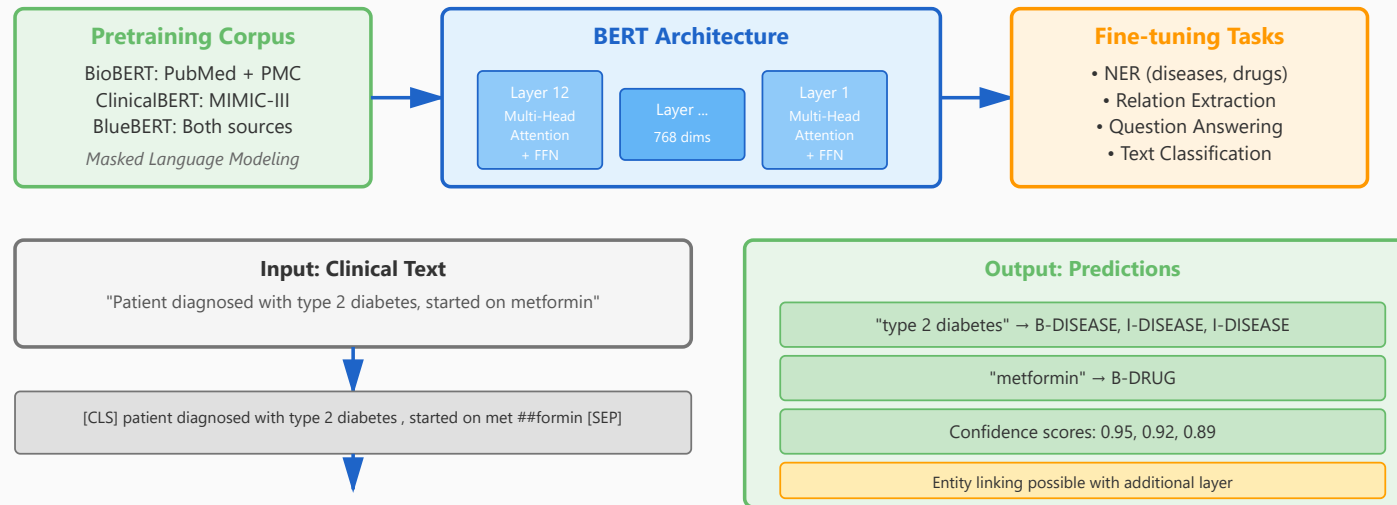 Pretraining Corpus
BioBERT: PubMed + PMC
ClinicalBERT: MIMIC-III
BlueBERT: Both sources
Masked Language Modeling
BERT Architecture
Layer 12
Multi-Head
Attention
+ FFN
Layer ...
768 dims
Layer 1
Multi-Head
Attention
+ FFN
Fine-tuning Tasks
• NER (diseases, drugs)
• Relation Extraction
• Question Answering
• Text Classification
Input: Clinical Text
"Patient diagnosed with type 2 diabetes, started on metformin"
[CLS] patient diagnosed with type 2 diabetes , started on met ##formin [SEP]
Output: Predictions
"type 2 diabetes" → B-DISEASE, I-DISEASE, I-DISEASE
"metformin" → B-DRUG
Confidence scores: 0.95, 0.92, 0.89
Entity linking possible with additional layer